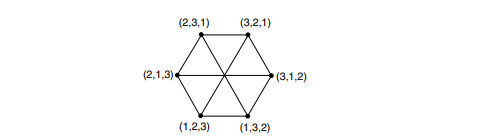 (2,3,1) (3,2,1)
(2,1,3) (3,1,2)
(1,2,3) (1,3,2)